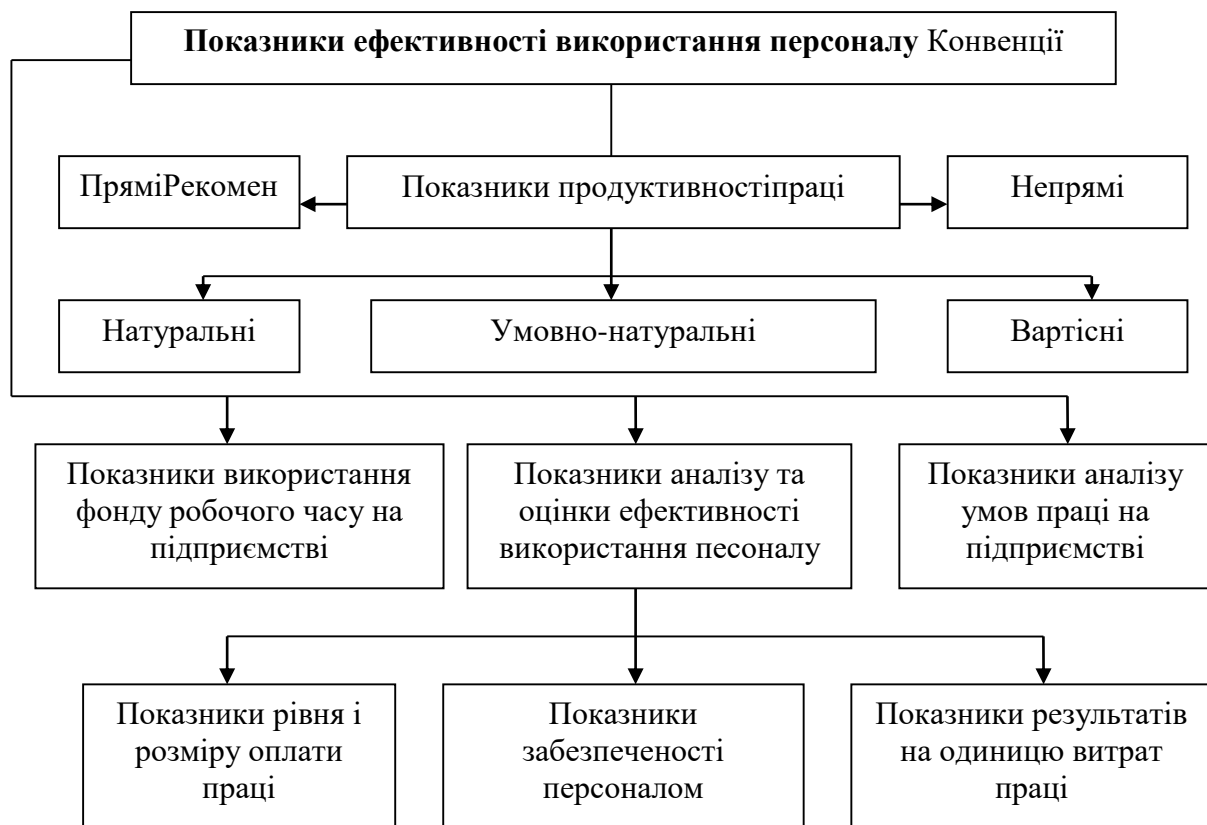 Показники ефективності використання персоналу Конвенції
ПряміРекомен
Показники продуктивностіпраці
Непрямі
Натуральні
Умовно-натуральні
Вартісні
Показники використання
фонду робочого часу на
підприємстві
Показники аналізу та
оцінки ефективності
використання песоналу
Показники аналізу
умов праці на
підприємстві
Показники рівня і
розміру оплати
праці
Показники
забезпеченості
персоналом
Показники результатів
на одиницю витрат
праці